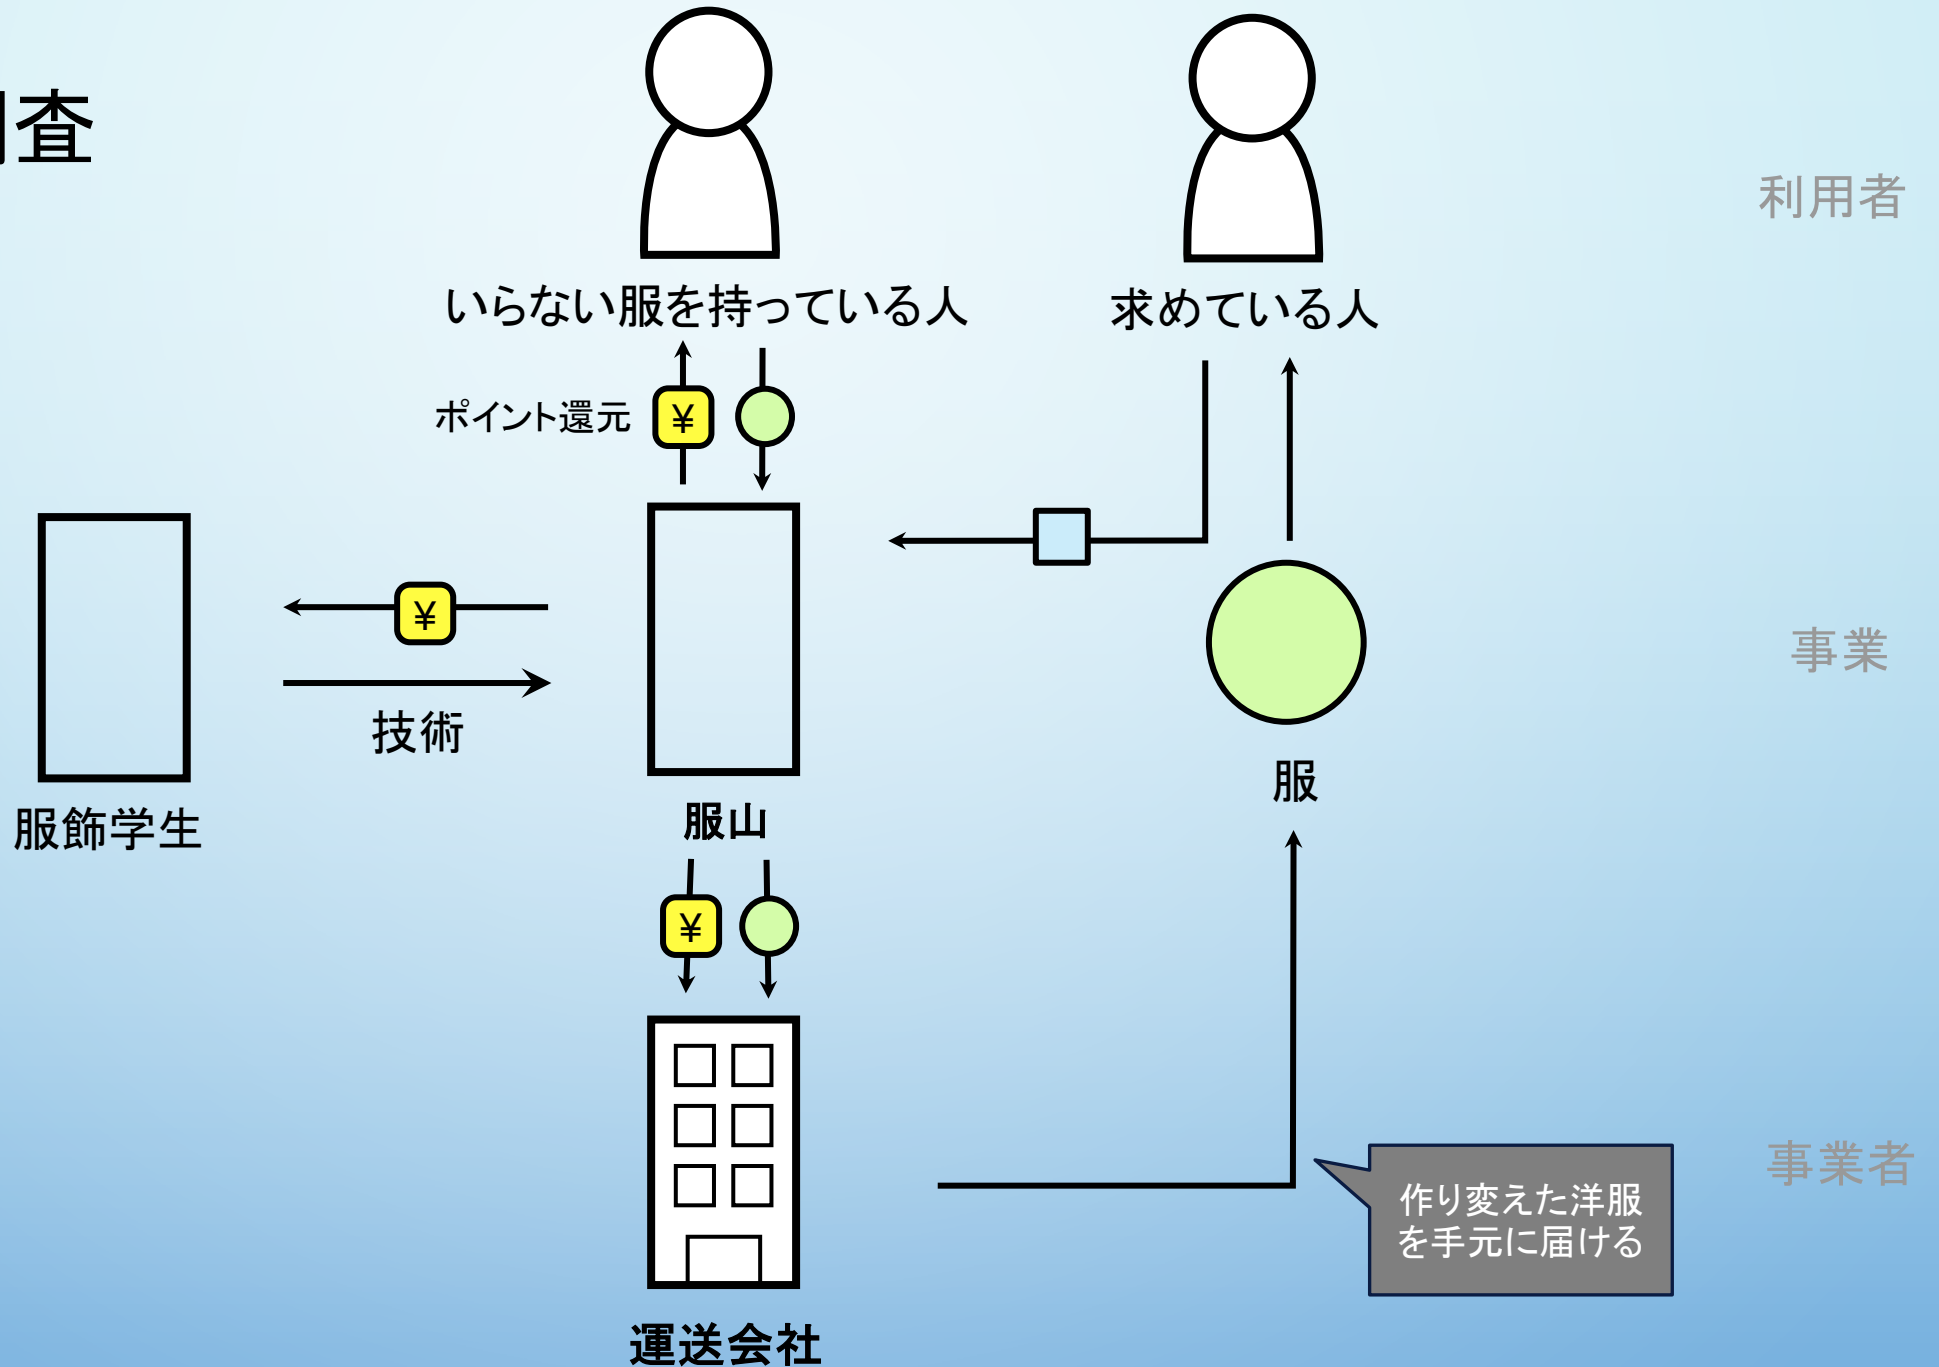 査
利用者
いらない服を持っている人
求めている人
ポイント還元
¥
¥
技術
事業
服
服山
服飾学生
¥
事業者
作り変えた洋服
を手元に届ける
運送会社